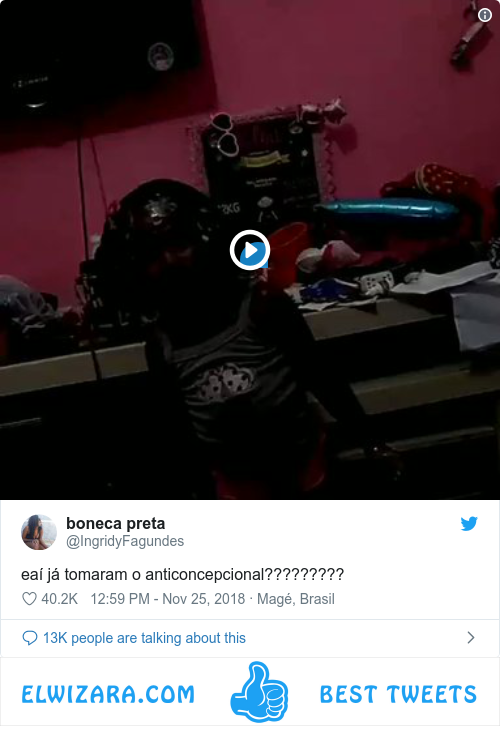 boneca preta
@IngridyFagundes
eaí já tomaram o anticoncepcional?????????
40.2K 12:59 PM - Nov 25, 2018 · Magé, Brasil
13K people are talking about this
ELWIZARA.COM BEST TWEETS